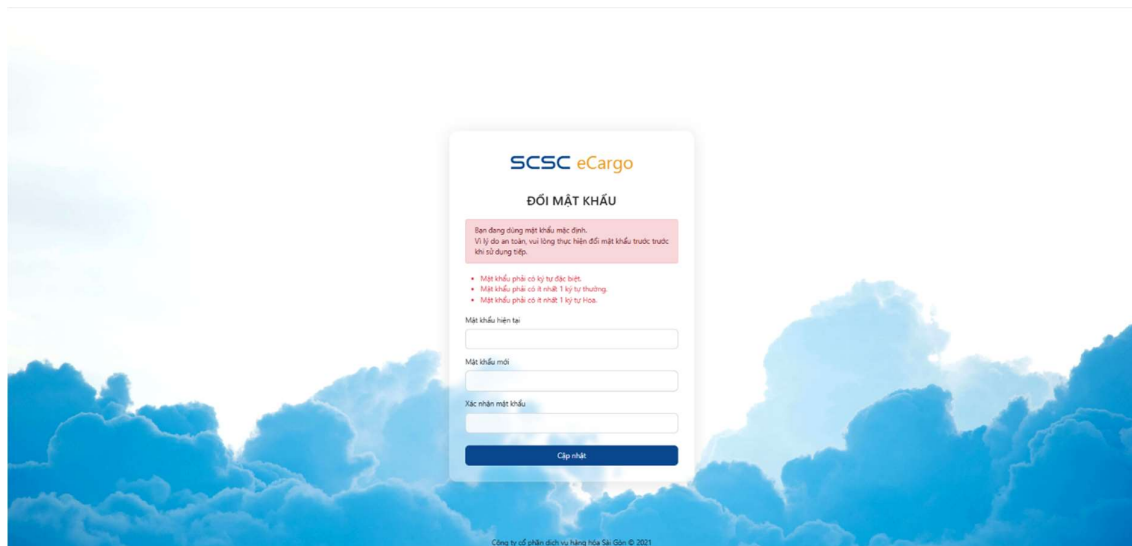 SCSC eCargo
ĐỔI MẬT KHẨU
Bạn đang dùng mật khẩu mặc định.
Vì lý do an toàn, vui lòng thực hiện đổi mật khẩu trước trước
khi sử dụng tiếp.
Mật khẩu phải có ký tự đặc biệt.
Mật khẩu phải có ít nhất 1 ký tự thường.
Mật khẩu phải có ít nhất 1 ký tự Hoa.
Mật khẩu hiện tại
Mật khẩu mới
Xác nhận mật khẩu
Cập nhật
Công ty cổ phần dịch vụ hàng hóa Sài Gòn © 2021